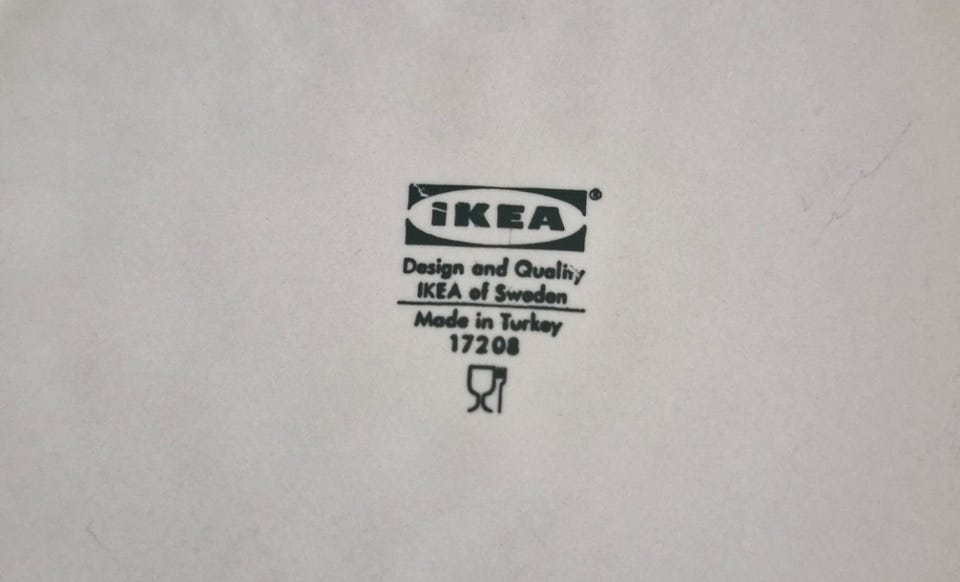 IKEA®
Design and Quality
IKEA of Sweden
Made in Turkey
17208